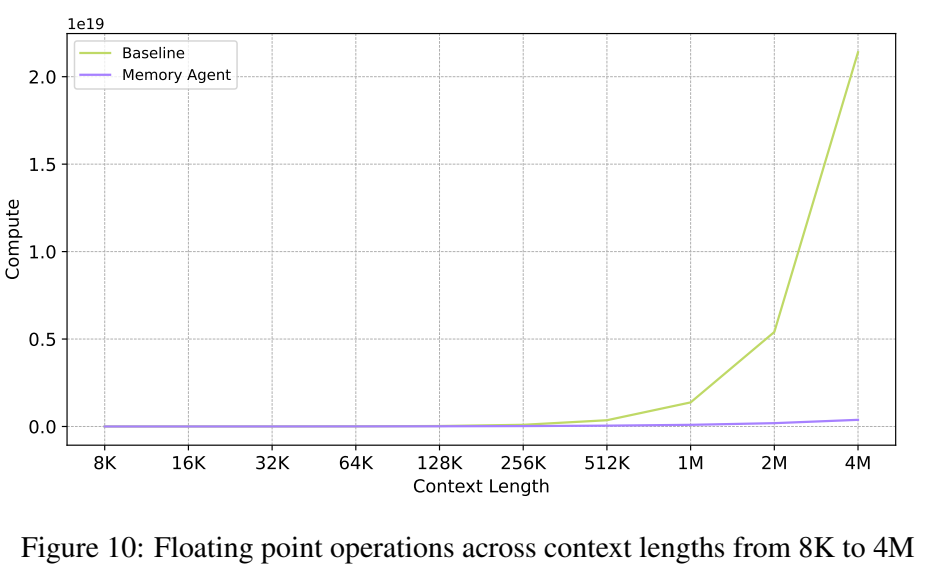 1e19
Baseline
Memory Agent
2.0
1.5
1.0
0.5
0.0
Compute
8K 16K 32K 64K 128K 256K 512K 1M 2M 4M
Context Length
Figure 10: Floating point operations across context lengths from 8K to 4M